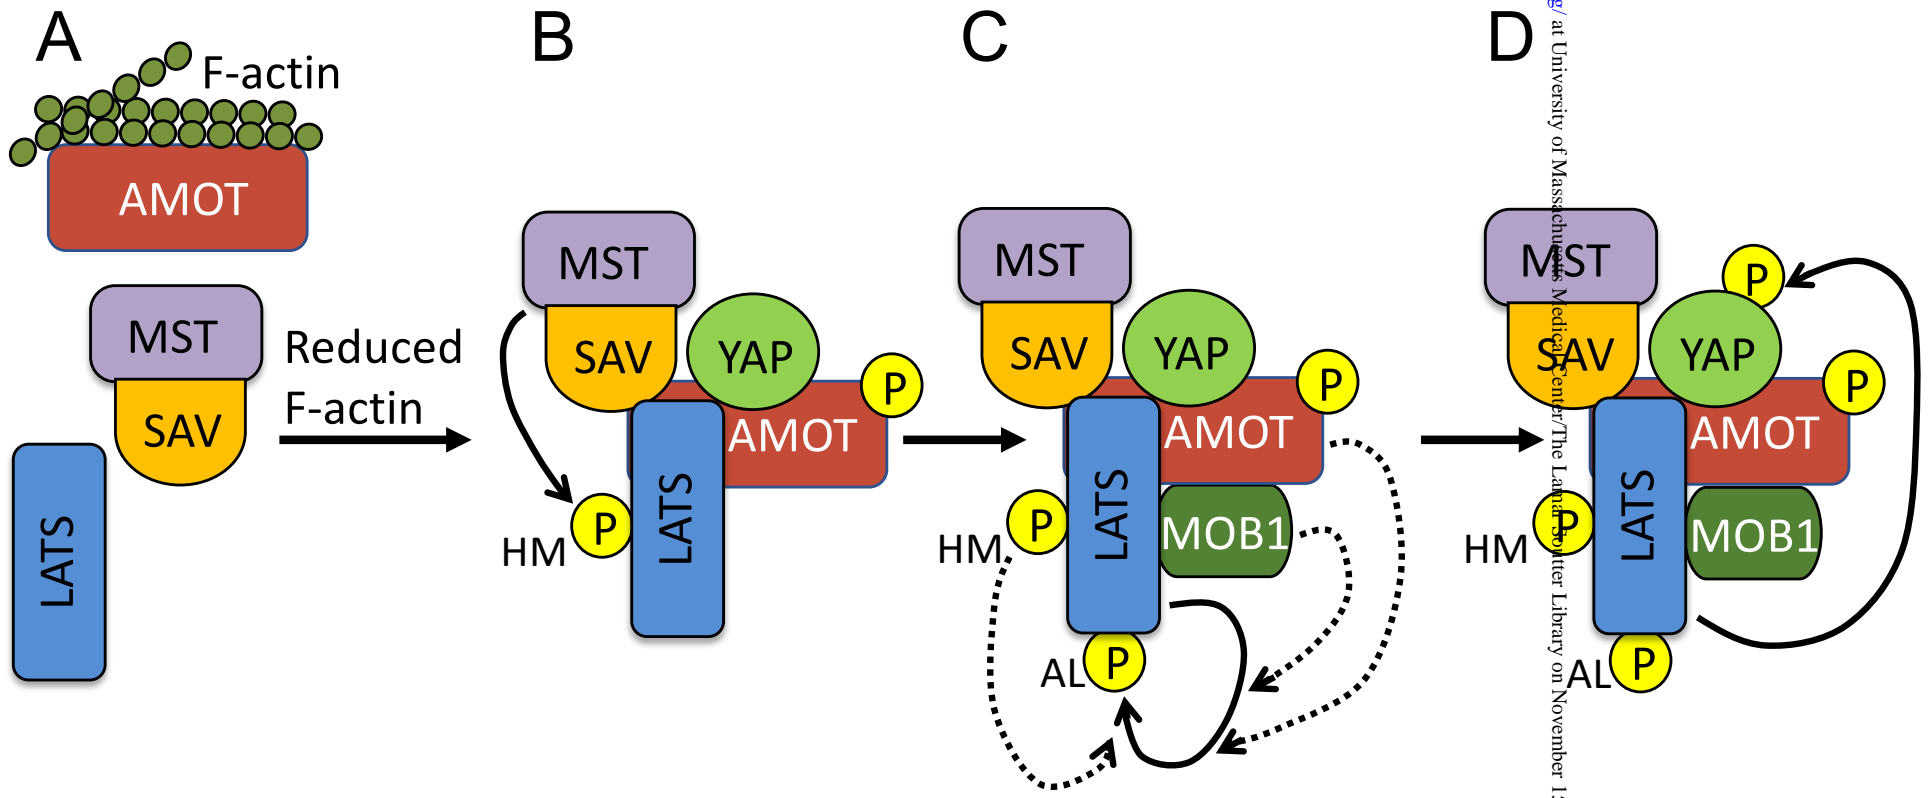 A
B
C
D
F-actin
AMOT
MST
SAV
LATS
Reduced
F-actin
MST
SAV
YAP
P
AMOT
LATS
P
HM
MST
SAV
YAP
P
AMOT
LATS
P
HM
MOB1
AL
P
MST
P
SAV
YAP
P
AMOT
LATS
P
HM
MOB1
AL
P
g/ at University of Massachusetts Medical Center/The Lamar Soutter Library on November 1